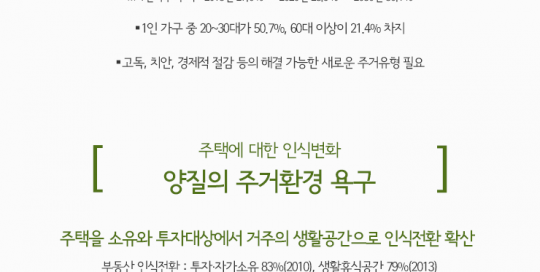 ▪1인 가구 중 20~30대가 50.7%, 60대 이상이 21.4% 차지
▪고독, 치안, 경제적 절감 등의 해결 가능한 새로운 주거유형 필요
주택에 대한 인식변화
[ 양질의 주거환경 욕구 ]
주택을 소유와 투자대상에서 거주의 생활공간으로 인식전환 확산
부동산 인식전환 : 투자·자가소유 83%(2010), 생활휴식공간 79%(2013)